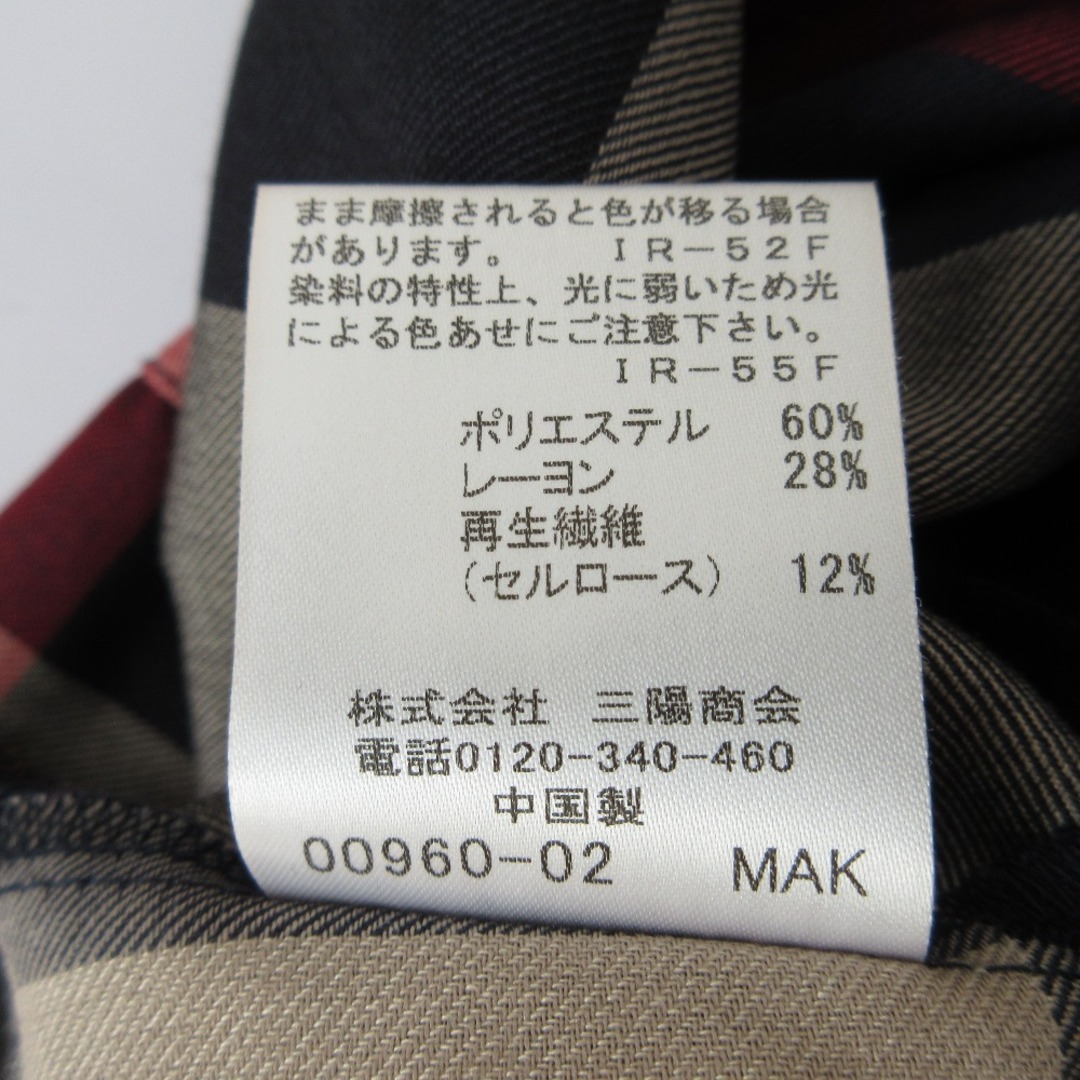 まま摩擦されると色が移る場合
があります。 IR－52F
染料の特性上、光に弱いため光
による色あせにご注意下さい。
IR－55F
ポリエステル 60%
レーヨン 28%
再生繊維
(セルロース) 12%
株式会社 三陽商会
電話0120-340-460
中国製
00960-02 MAK